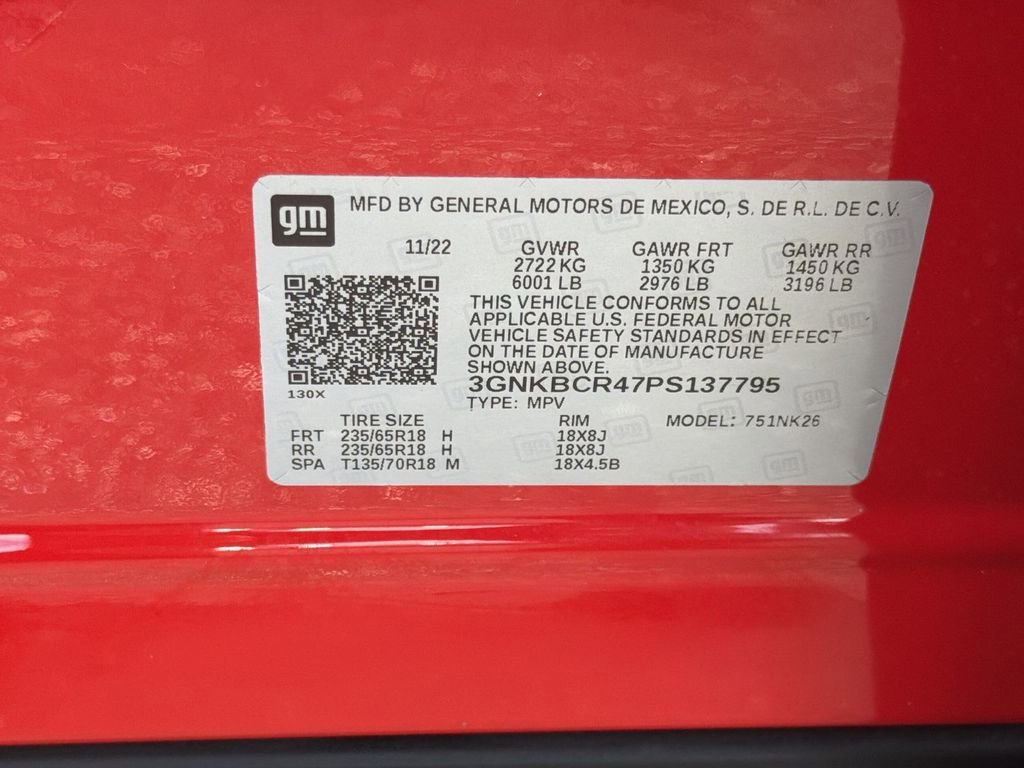 gm MFD BY GENERAL MOTORS DE MEXICO, S. DE R.L. DE C.V.
11/22 GVWR GAWR FRT GAWR RR
2722 KG 1350 KG 1450 KG
6001 LB 2976 LB 3196 LB
THIS VEHICLE CONFORMS TO ALL
APPLICABLE U.S. FEDERAL MOTOR
VEHICLE SAFETY STANDARDS IN EFFECT
ON THE DATE OF MANUFACTURE
SHOWN ABOVE.
3GNKBCR47PS137795
130X
TYPE: MPV
TIRE SIZE RIM MODEL: 751NK26
FRT 235/65R18 H 18X8J
RR 235/65R18 H 18X8J
SPA T135/70R18 M 18X4.5B